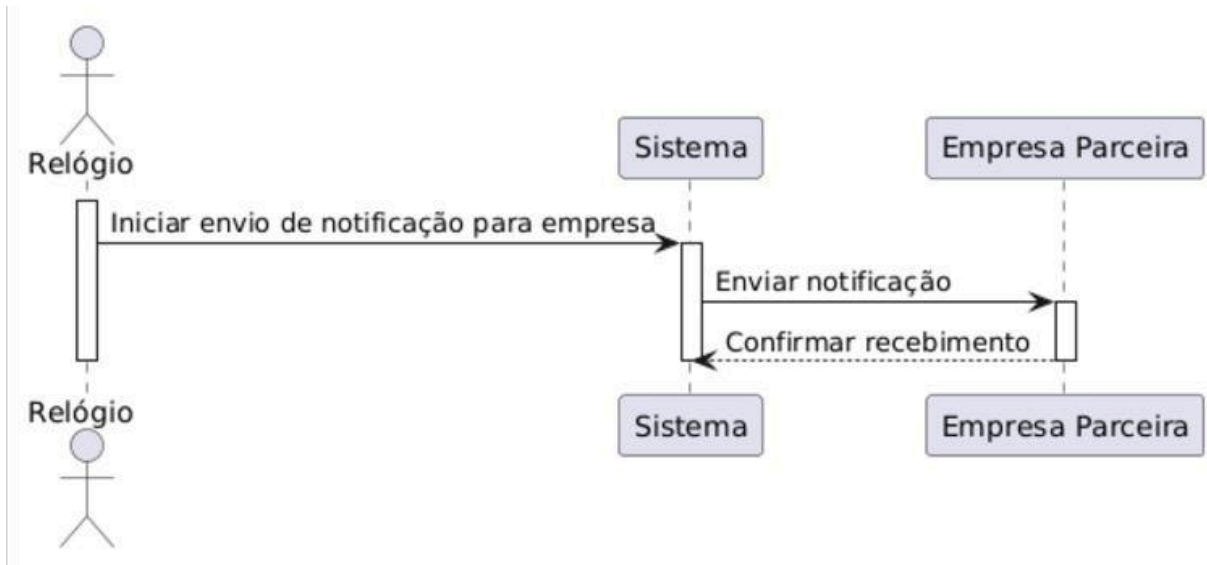 Relógio
Sistema
Empresa Parceira
Iniciar envio de notificação para empresa
Enviar notificação
Confirmar recebimento
Relógio
Sistema
Empresa Parceira